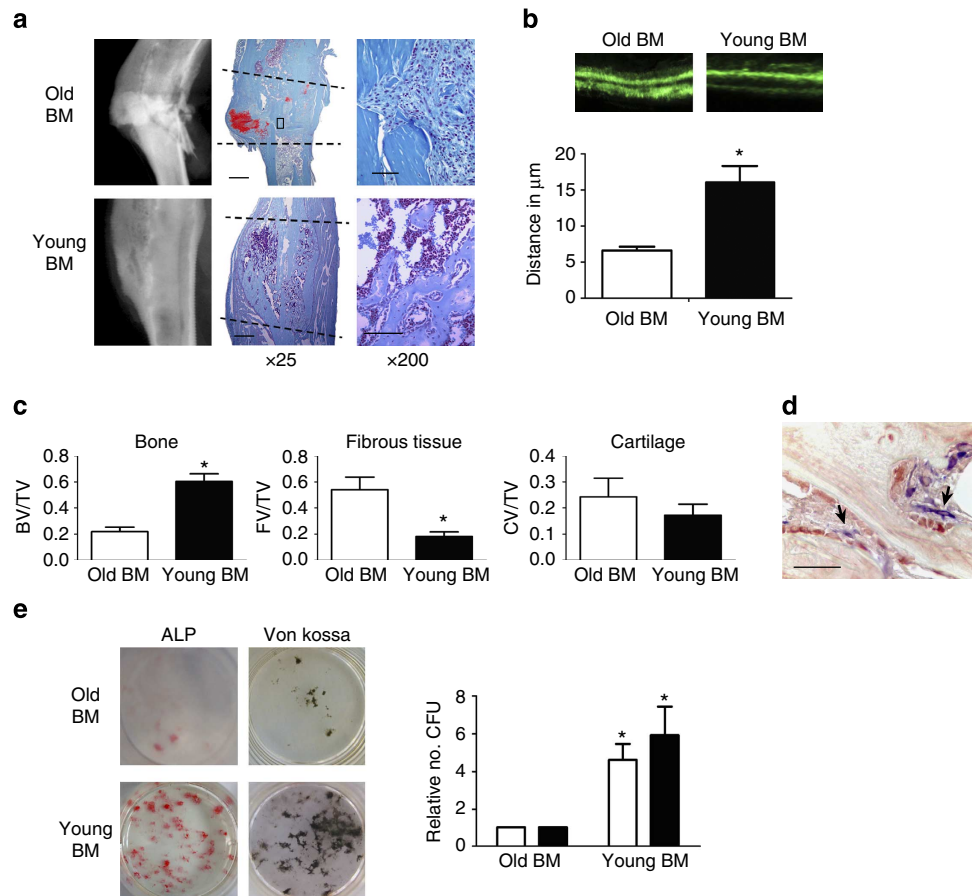 a
Old
BM
Young
BM
×25
×200
b
Old BM
Young BM
Distance in µm
20
15
10
5
0
*
Old BM
Young BM
c
Bone
BV/TV
0.8
0.6
0.4
0.2
0.0
*
Old BM
Young BM
Fibrous tissue
FV/TV
0.8
0.6
0.4
0.2
0.0
*
Old BM
Young BM
Cartilage
CV/TV
0.4
0.3
0.2
0.1
0.0
Old BM
Young BM
d
e
ALP
Von kossa
Old
BM
Young
BM
Relative no. CFU
8
6
4
2
0
*
*
Old BM
Young BM